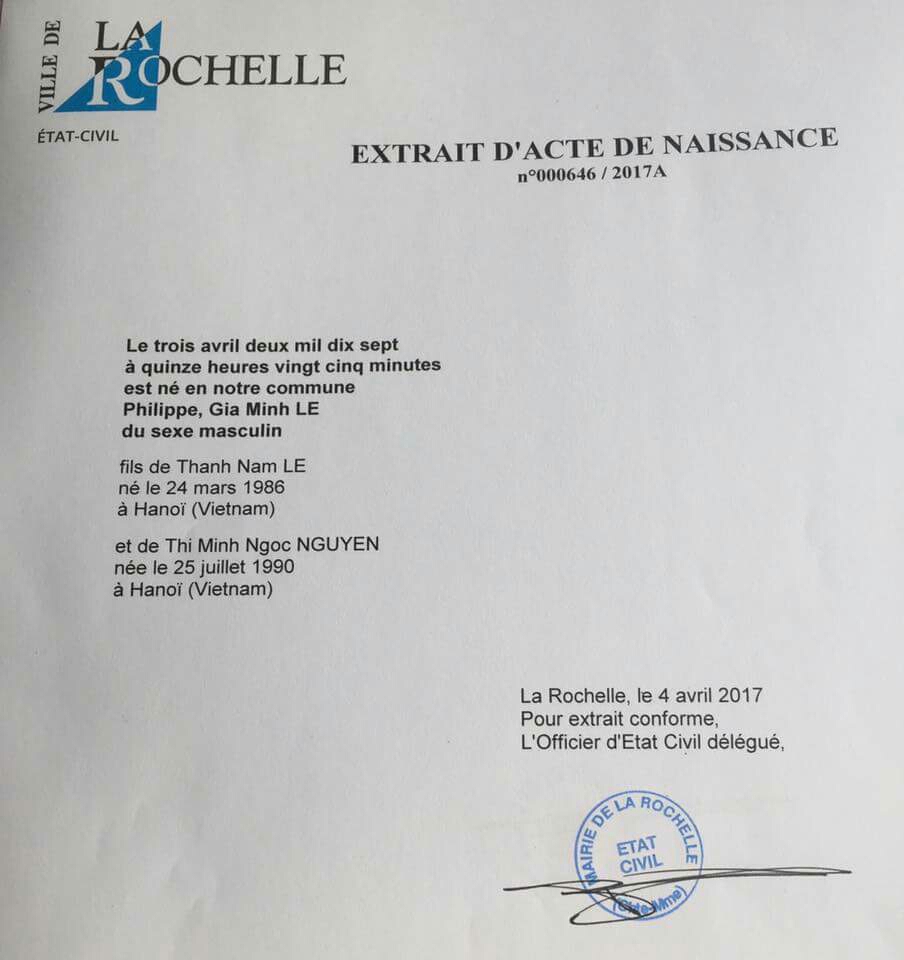 VILLE DE
LA
ROCHELLE
ÉTAT-CIVIL
EXTRAIT D'ACTE DE NAISSANCE
n°000646 / 2017A
Le trois avril deux mil dix sept
à quinze heures vingt cinq minutes
est né en notre commune
Philippe, Gia Minh LE
du sexe masculin
fils de Thanh Nam LE
né le 24 mars 1986
à Hanoï (Vietnam)
et de Thi Minh Ngoc NGUYEN
née le 25 juillet 1990
à Hanoï (Vietnam)
La Rochelle, le 4 avril 2017
Pour extrait conforme,
L'Officier d'Etat Civil délégué,
MAIRIE DE LA ROCHELLE
ETAT
CIVIL
(Chte-Mme)